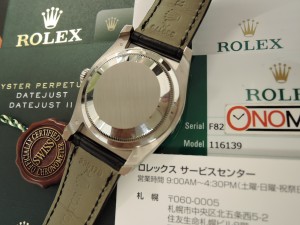 ROLEX
ROLEX
OYSTER PERPETUAL
DATEJUST
DATEJUST II
Serial F82
ONOM
Model 116139
SWISS
ロレックス サービスセンター
営業時間 9:00AM～4:30PM(土曜・日曜・祝祭日
札幌 〒060-0005
札幌市中央区北五条西5-2